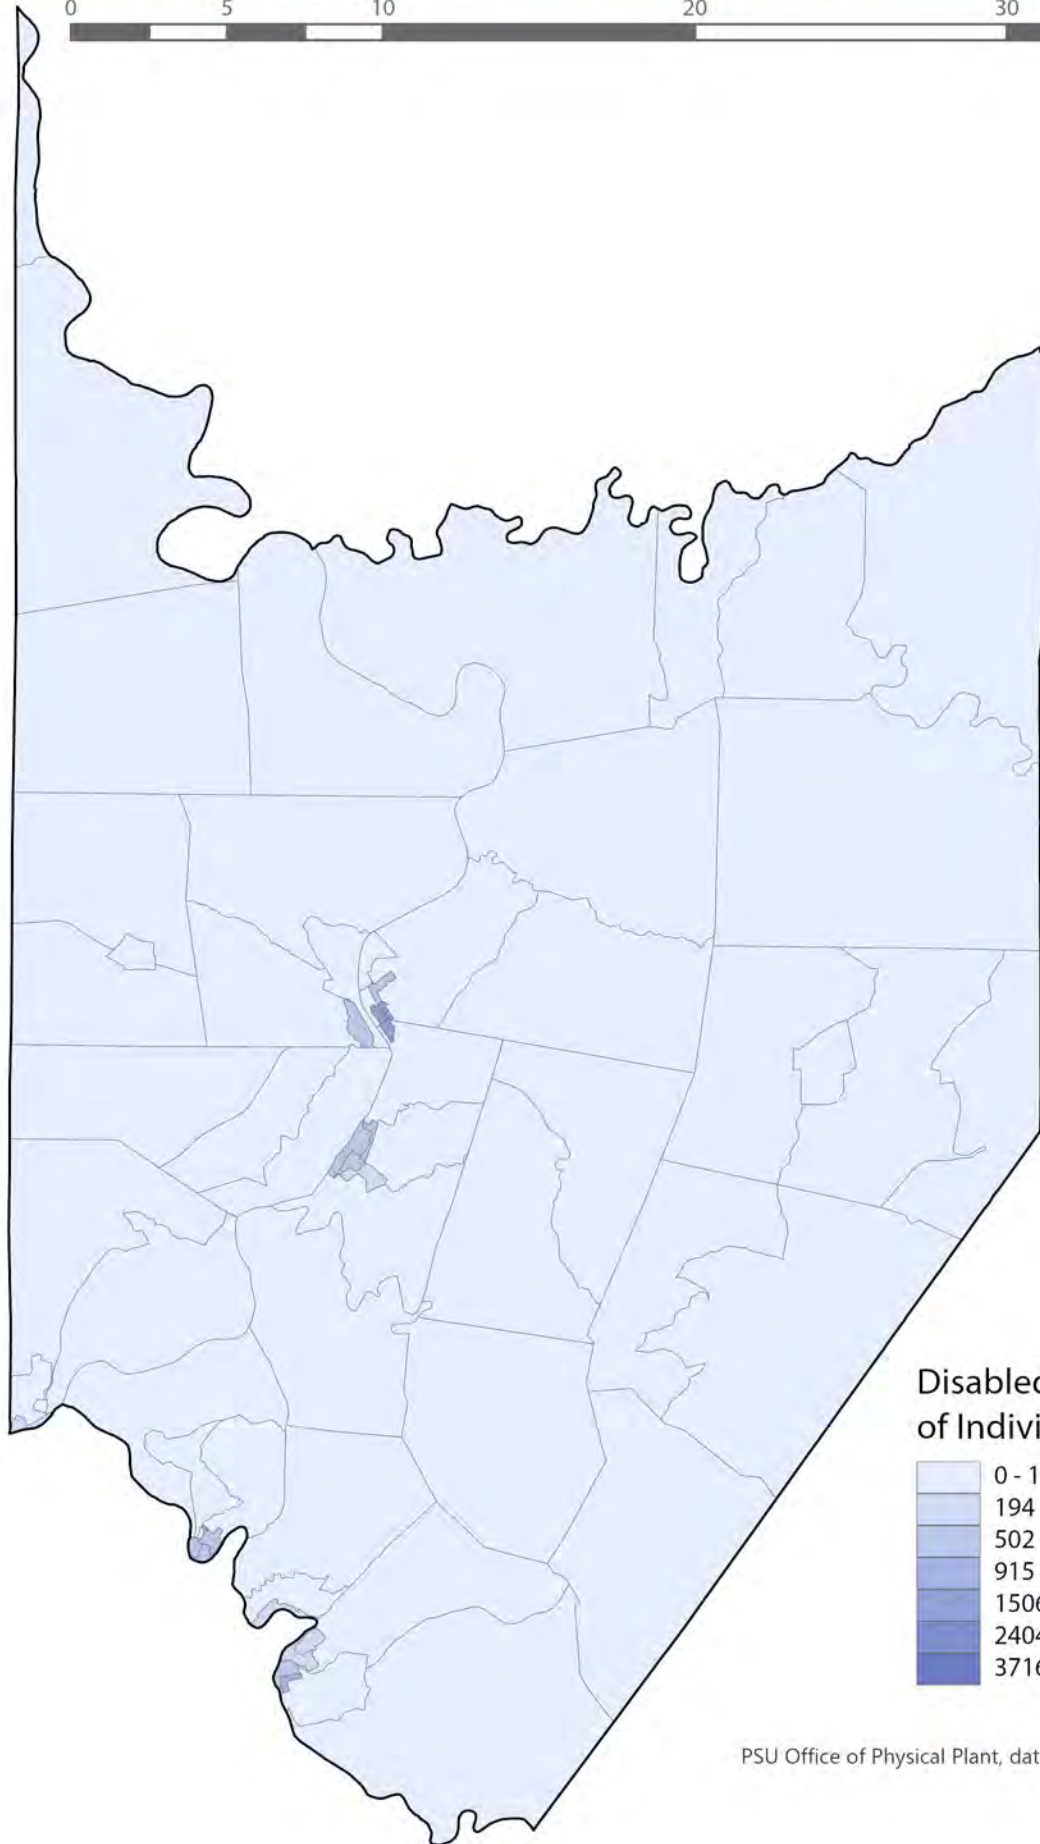 0 5 10 20 30
Disabled
of Indivi
0 - 1
194
502
915
1506
2404
3716
PSU Office of Physical Plant, dat